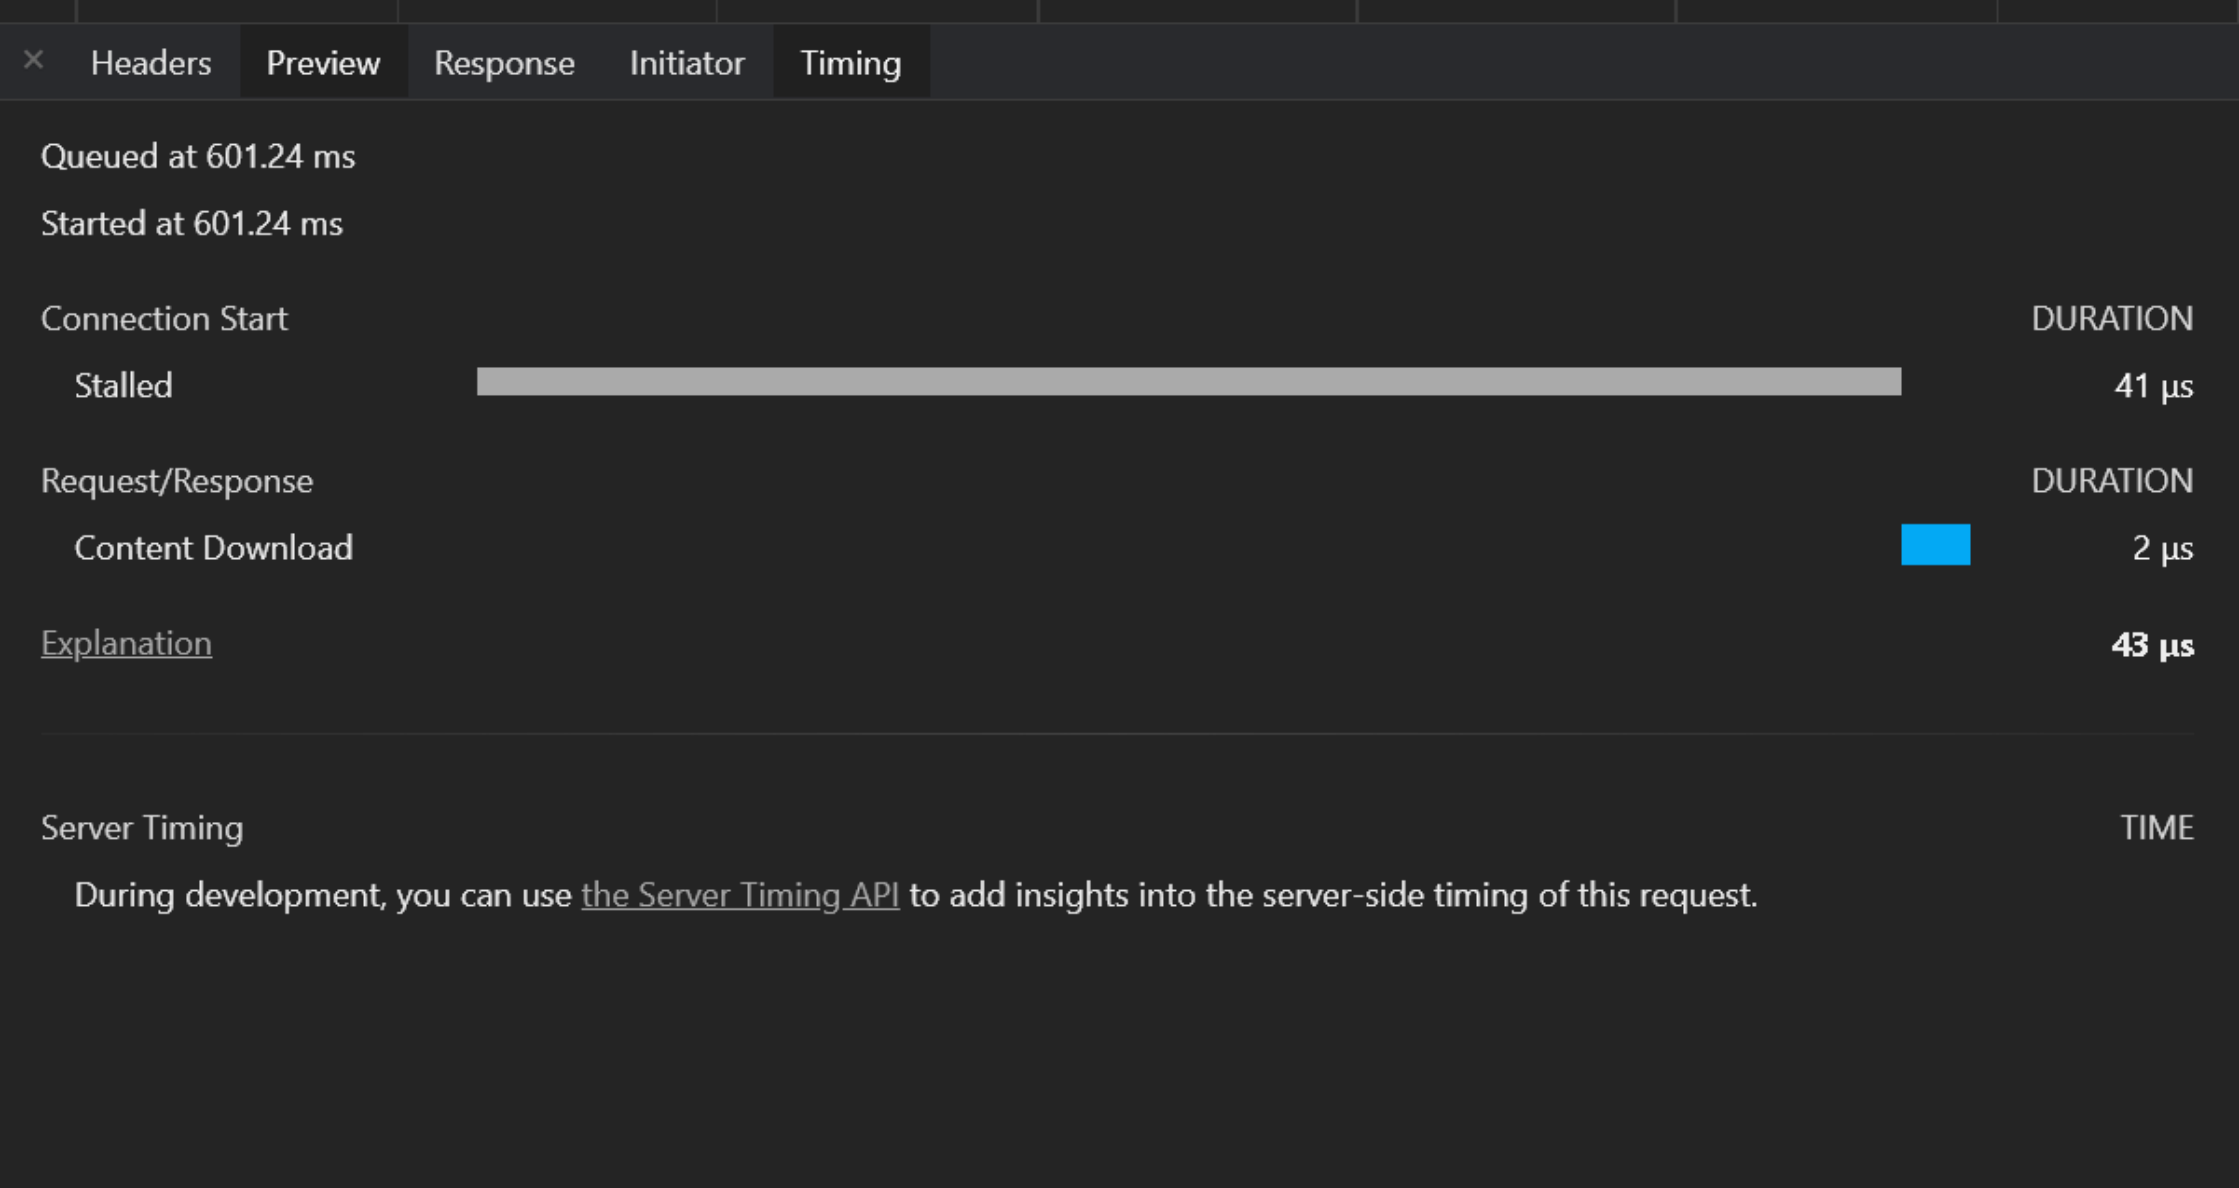 × Headers Preview Response Initiator Timing
Queued at 601.24 ms
Started at 601.24 ms
Connection Start DURATION
Stalled 41 µs
Request/Response DURATION
Content Download 2 µs
Explanation 43 µs
Server Timing TIME
During development, you can use the Server Timing API to add insights into the server-side timing of this request.